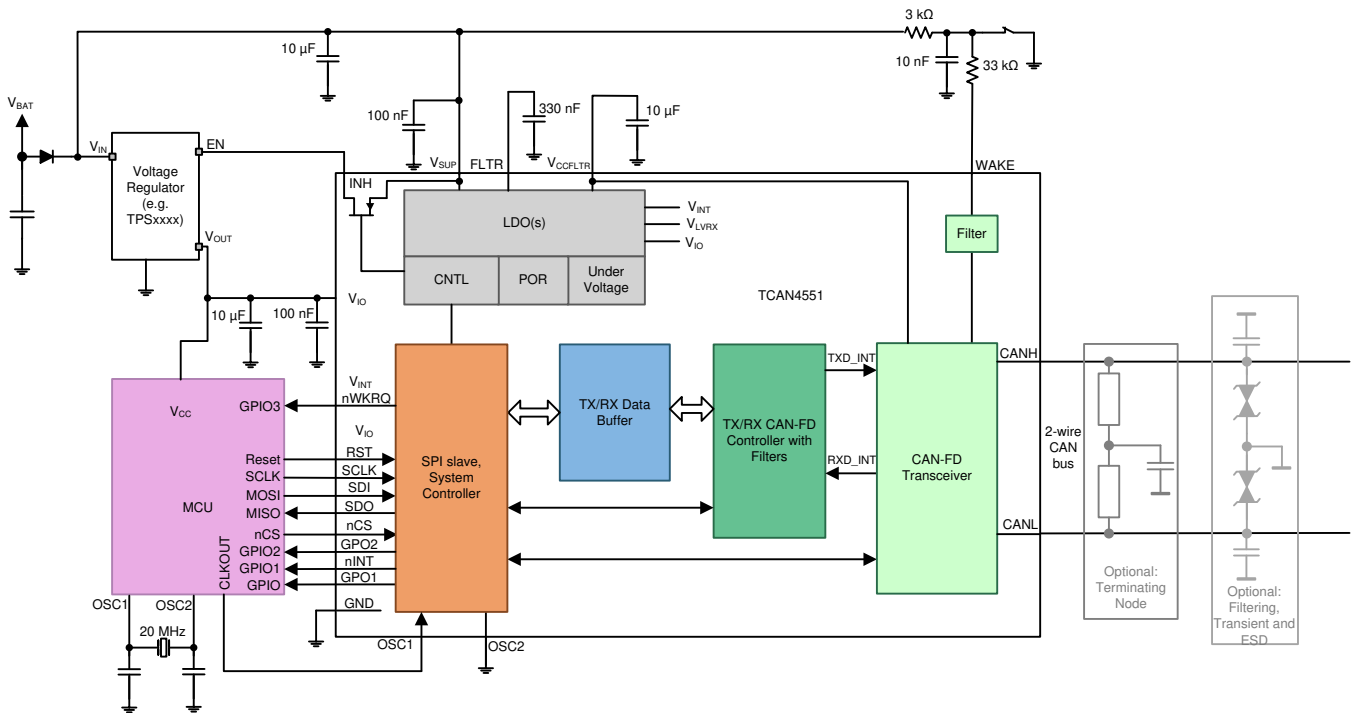 3 kΩ
10 µF
10 nF
33 kΩ
V_BAT
100 nF
330 nF
10 µF
V_IN
EN
Voltage
Regulator
(e.g.
TPSxxxx)
V_OUT
V_SUP
FLTR
V_CCFLTR
WAKE
INH
LDO(s)
V_INT
V_LVRX
V_IO
Filter
CNTL
POR
Under
Voltage
TCAN4551
V_IO
10 µF
100 nF
V_CC
MCU
GPIO3
Reset
SCLK
MOSI
MISO
nCS
GPIO2
GPIO1
GPIO
CLKOUT
V_INT
nWKRQ
V_IO
RST
SCLK
SDI
SDO
nCS
GPO2
nINT
GPO1
GND
SPI slave,
System
Controller
TX/RX Data
Buffer
TX/RX CAN-FD
Controller with
Filters
TXD_INT
RXD_INT
CAN-FD
Transceiver
CANH
2-wire
CAN
bus
CANL
Optional:
Terminating
Node
Optional:
Filtering,
Transient and
ESD
OSC1
OSC2
20 MHz
OSC1
OSC2